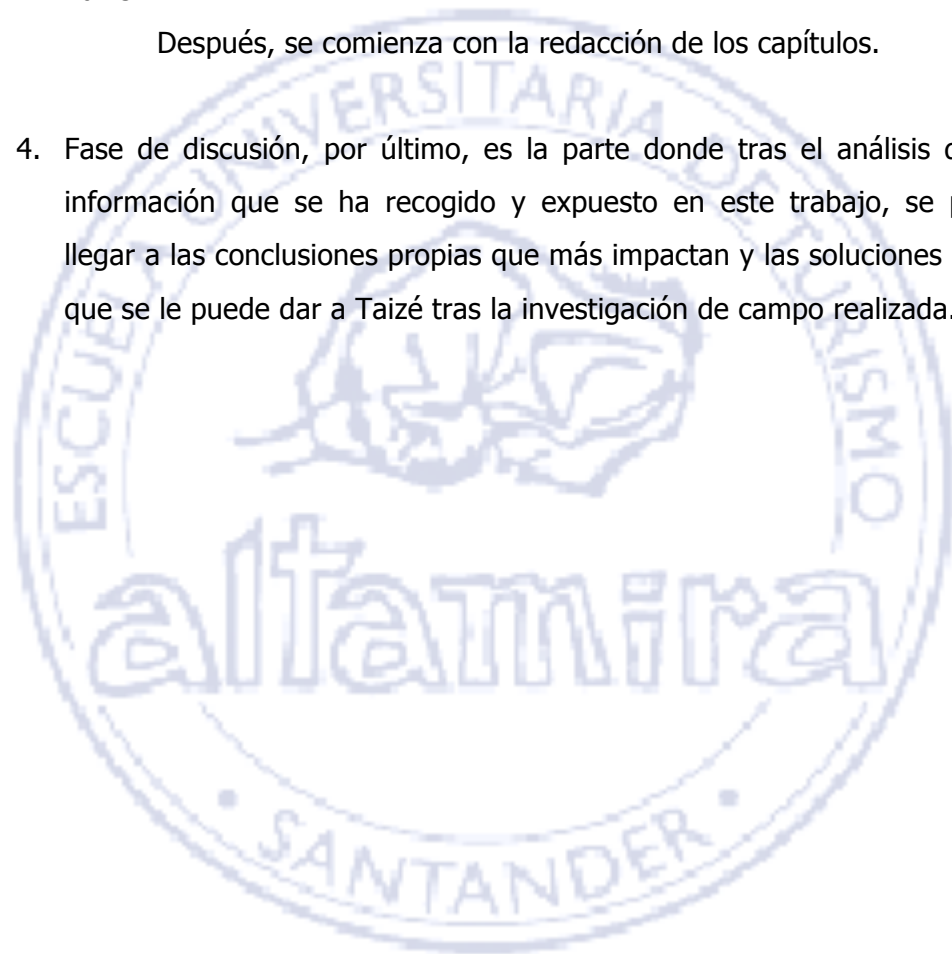 Después, se comienza con la redacción de los capítulos.
4. Fase de discusión, por último, es la parte donde tras el análisis
información que se ha recogido y expuesto en este trabajo, se
llegar a las conclusiones propias que más impactan y las soluciones
que se le puede dar a Taizé tras la investigación de campo realizada.
ESCUELA UNIVERSITARIA DE TURISMO
altamira
• SANTANDER •